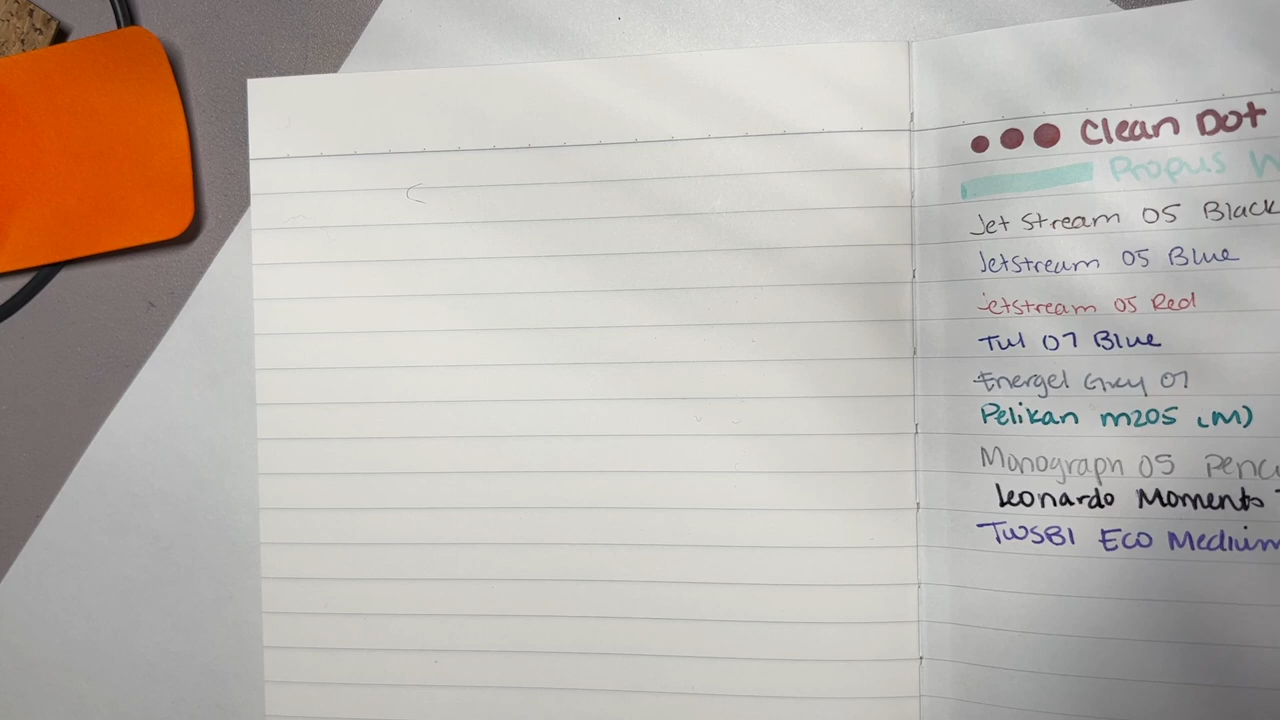 Clean Dot
Propus
Jet Stream 05 Black
Jetstream 05 Blue
jetstream 05 Red
Tul 07 Blue
Energel Grey 07
Pelikan m205 (M)
Monograph 05
Leonardo Momento
TWSBI Eco Medium